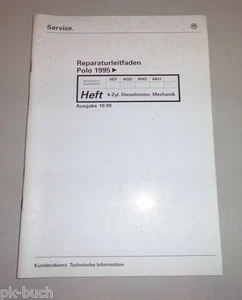 Service.
Reparaturleitfaden
Polo 1995 ►
AEF AGD AHG AKU
Heft 4-Zyl. Dieselmotor, Mechanik
Ausgabe 10.99
Kundendienst. Technische Information
pk-buch